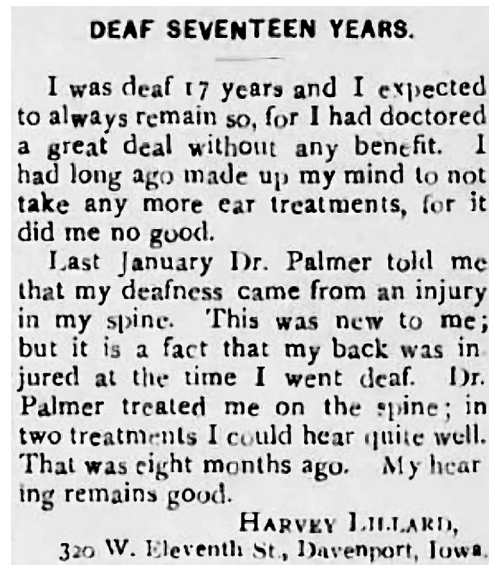 DEAF SEVENTEEN YEARS.
I was deaf 17 years and I expected
to always remain so, for I had doctored
a great deal without any benefit. I
had long ago made up my mind to not
take any more ear treatments, for it
did me no good.
Last January Dr. Palmer told me
that my deafness came from an injury
in my spine. This was new to me;
but it is a fact that my back was in
jured at the time I went deaf. Dr.
Palmer treated me on the spine; in
two treatments I could hear quite well.
That was eight months ago. My hear
ing remains good.
HARVEY LILLARD,
320 W. Eleventh St., Davenport, Iowa.